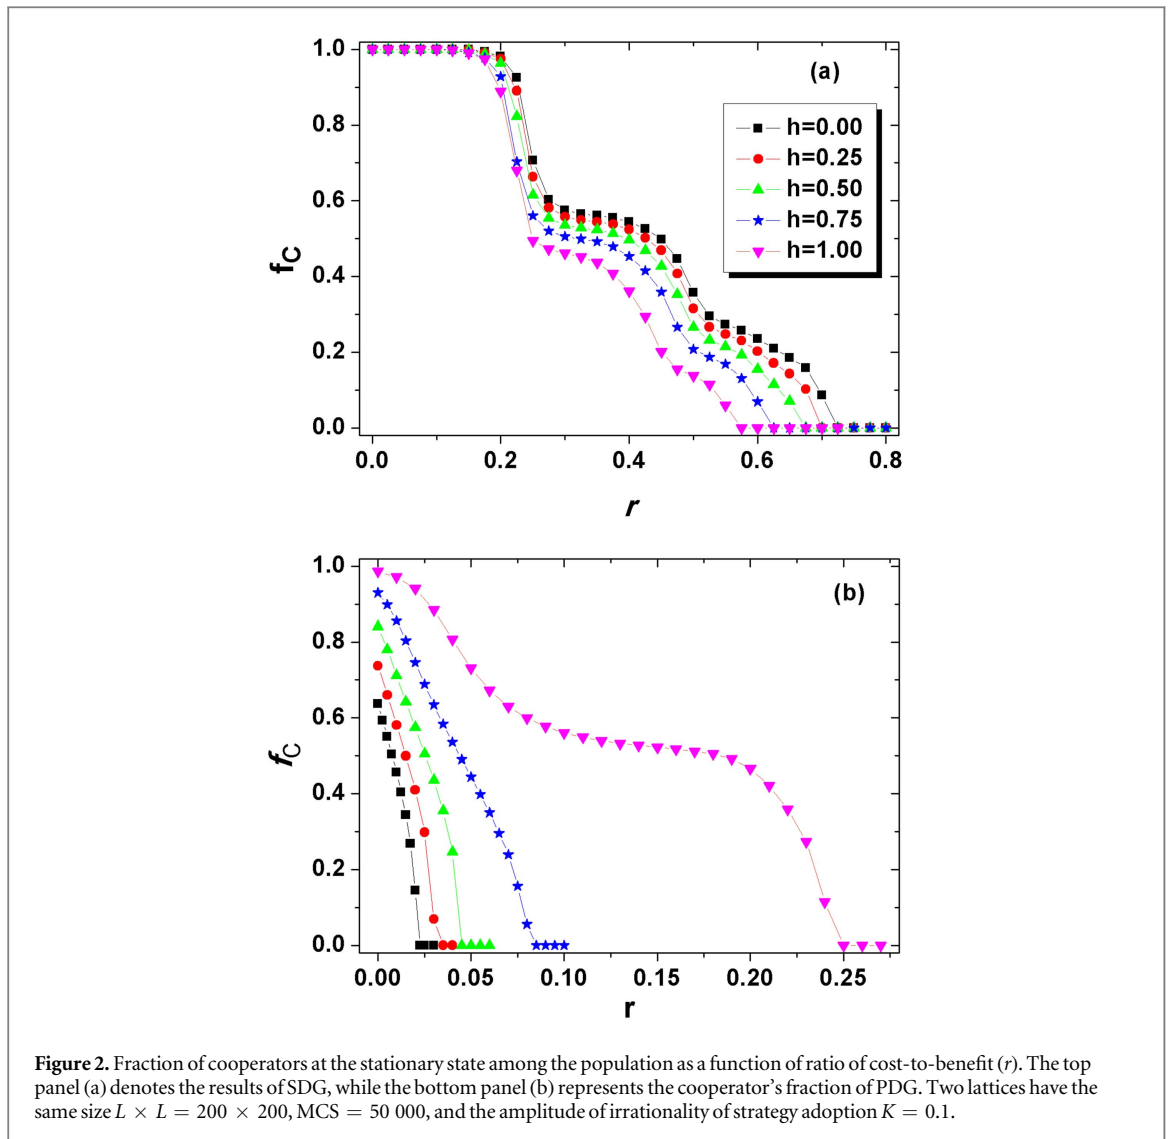 1.0
(a)
h=0.00
0.8
h=0.25
h=0.50
0.6
h=0.75
h=1.00
fC
0.4
0.2
0.0
0.0 0.2 0.4 0.6 0.8
r
1.0
(b)
0.8
0.6
fC
0.4
0.2
0.0
0.00 0.05 0.10 0.15 0.20 0.25
r
Figure 2. Fraction of cooperators at the stationary state among the population as a function of ratio of cost-to-benefit (r). The top
panel (a) denotes the results of SDG, while the bottom panel (b) represents the cooperator's fraction of PDG. Two lattices have the
same size L × L = 200 × 200, MCS = 50 000, and the amplitude of irrationality of strategy adoption K = 0.1.